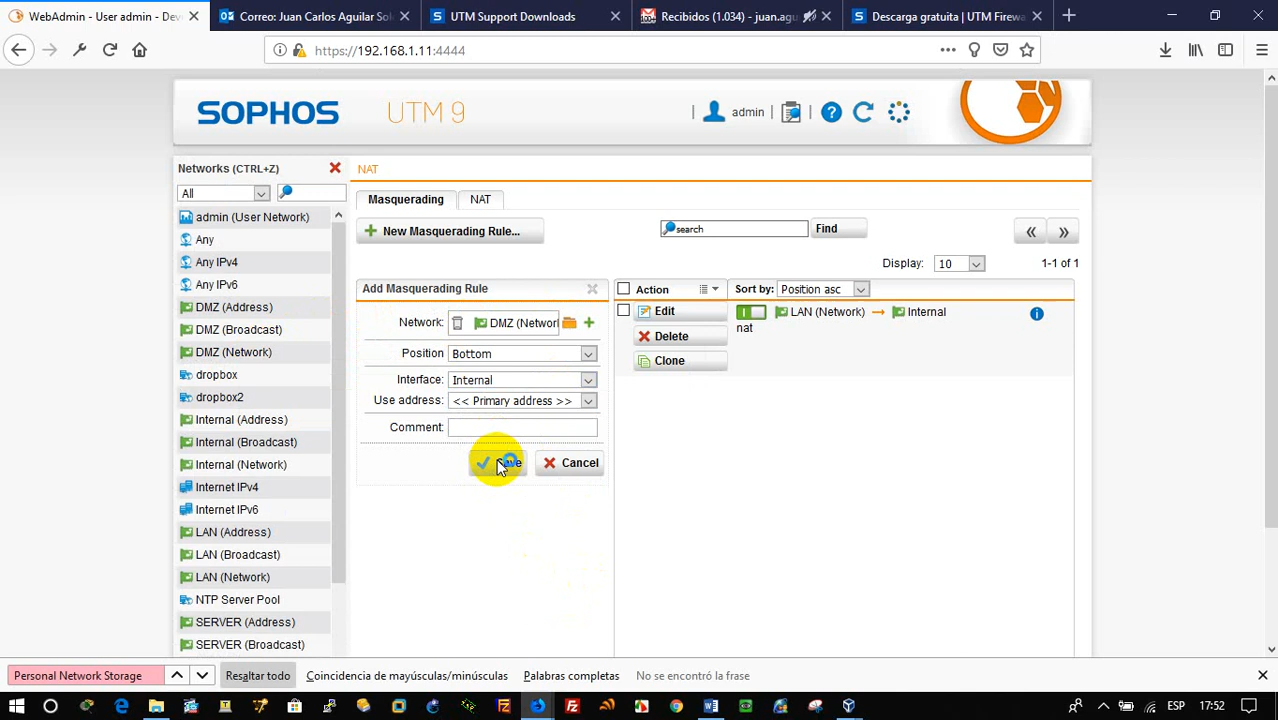 WebAdmin - User admin - Dev
Correo: Juan Carlos Aguilar Sol
UTM Support Downloads
Recibidos (1.034) - juan.agu
Descarga gratuita | UTM Firewa
https://192.168.1.11:4444
SOPHOS UTM 9
admin
Networks (CTRL+Z)
All
admin (User Network)
Any
Any IPv4
Any IPv6
DMZ (Address)
DMZ (Broadcast)
DMZ (Network)
dropbox
dropbox2
Internal (Address)
Internal (Broadcast)
Internal (Network)
Internet IPv4
Internet IPv6
LAN (Address)
LAN (Broadcast)
LAN (Network)
NTP Server Pool
SERVER (Address)
SERVER (Broadcast)
NAT
Masquerading
NAT
New Masquerading Rule...
search
Find
Display: 10
1-1 of 1
Add Masquerading Rule
Network: DMZ (Networ
Position Bottom
Interface: Internal
Use address: << Primary address >>
Comment:
Save
Cancel
Action
Sort by: Position asc
Edit
Delete
Clone
LAN (Network) → Internal
nat
Personal Network Storage
Resaltar todo
Coincidencia de mayúsculas/minúsculas
Palabras completas
No se encontró la frase
ESP
17:52